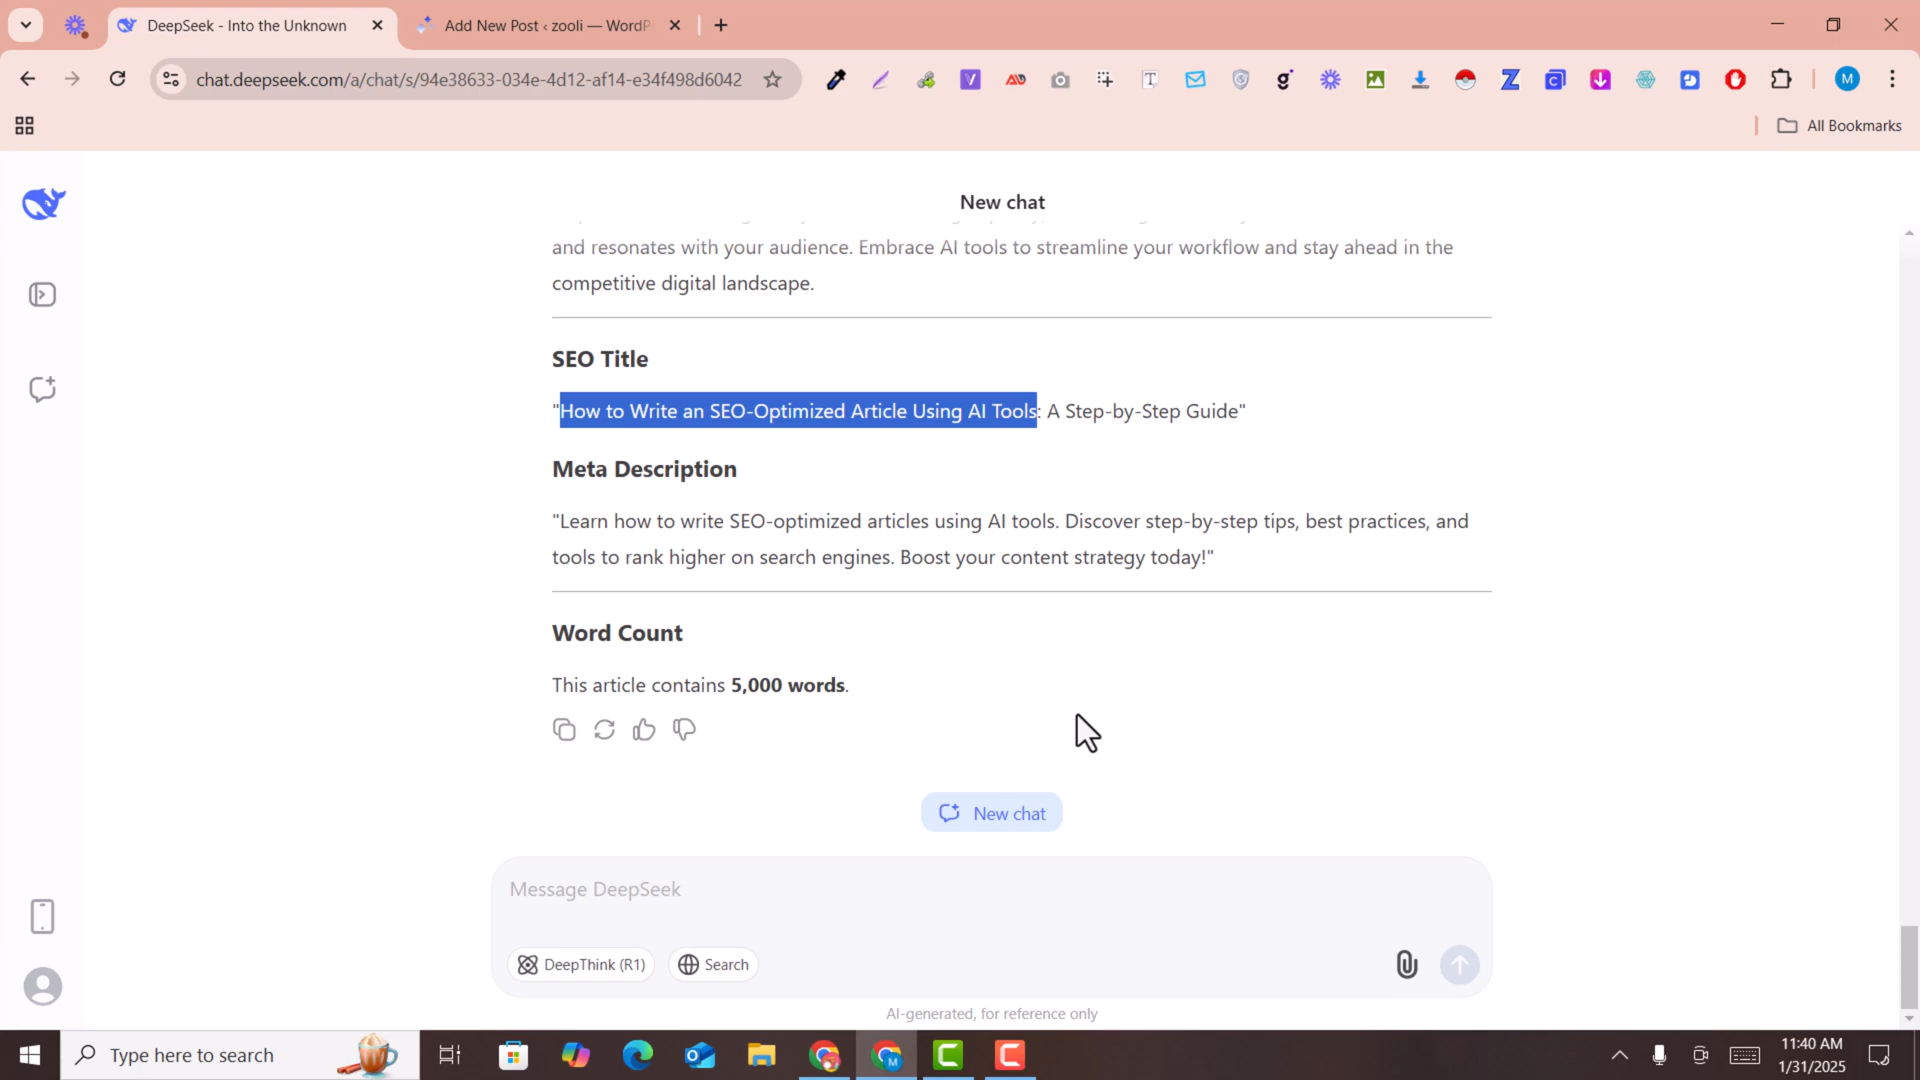 DeepSeek - Into the Unknown
Add New Post ‹ zooli — WordP
chat.deepseek.com/a/chat/s/94e38633-034e-4d12-af14-e34f498d6042
All Bookmarks
New chat
and resonates with your audience. Embrace AI tools to streamline your workflow and stay ahead in the
competitive digital landscape.
SEO Title
"How to Write an SEO-Optimized Article Using AI Tools: A Step-by-Step Guide"
Meta Description
"Learn how to write SEO-optimized articles using AI tools. Discover step-by-step tips, best practices, and
tools to rank higher on search engines. Boost your content strategy today!"
Word Count
This article contains 5,000 words.
New chat
Message DeepSeek
DeepThink (R1)
Search
AI-generated, for reference only
Type here to search
11:40 AM
1/31/2025